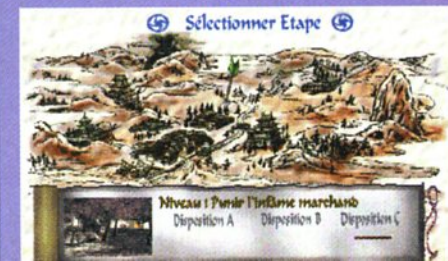 Sélectionner Etape
Niveau 1 Punir l'infâme marchand
Disposition A Disposition B Disposition C